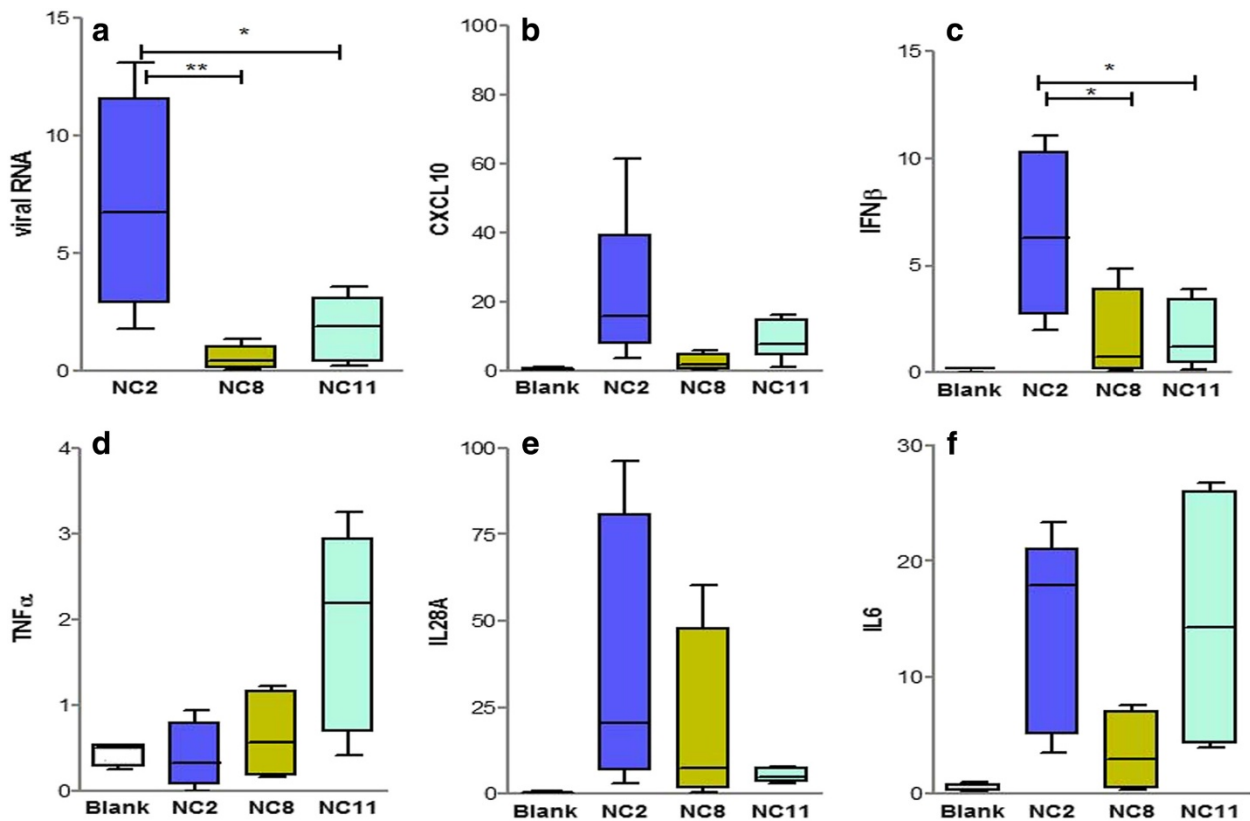 a
15
10
5
0
viral RNA
*
**
NC2 NC8 NC11
b
100
80
60
40
20
0
CXCL10
Blank NC2 NC8 NC11
c
15
10
5
0
IFNβ
*
*
Blank NC2 NC8 NC11
d
4
3
2
1
0
TNFα
Blank NC2 NC8 NC11
e
100
75
50
25
0
IL28A
Blank NC2 NC8 NC11
f
30
20
10
0
IL6
Blank NC2 NC8 NC11